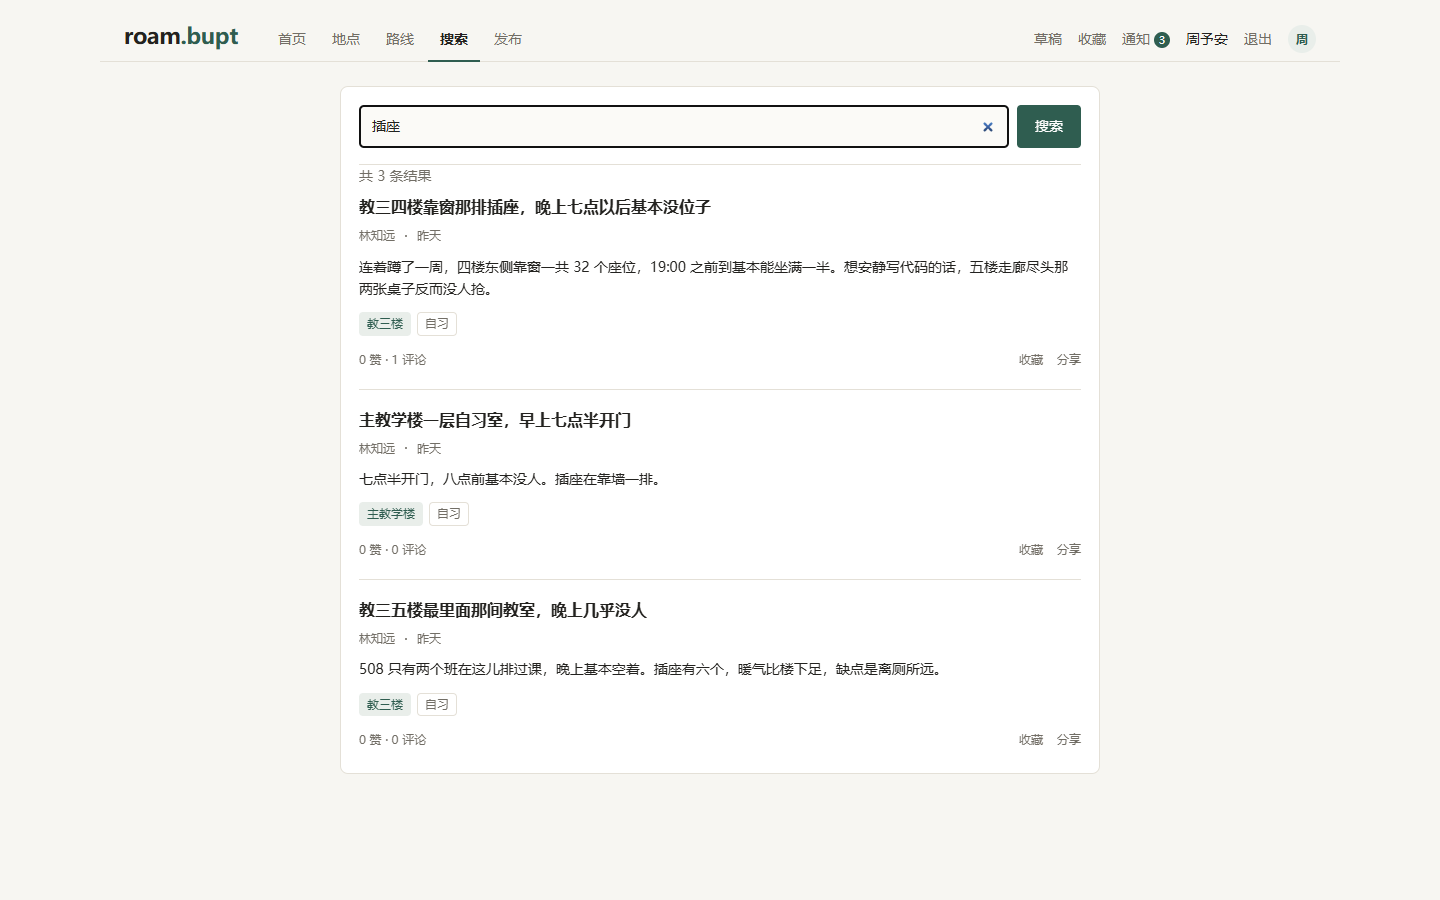 roam.bupt 首页 地点 路线 搜索 发布 草稿 收藏 通知 3 周予安 退出 周
插座 × 搜索
共 3 条结果
教三四楼靠窗那排插座，晚上七点以后基本没位子
林知远 · 昨天
连着蹲了一周，四楼东侧靠窗一共 32 个座位，19:00 之前到基本能坐满一半。想安静写代码的话，五楼走廊尽头那
两张桌子反而没人抢。
教三楼 自习
0 赞 · 1 评论 收藏 分享
主教学楼一层自习室，早上七点半开门
林知远 · 昨天
七点半开门，八点前基本没人。插座在靠墙一排。
主教学楼 自习
0 赞 · 0 评论 收藏 分享
教三五楼最里面那间教室，晚上几乎没人
林知远 · 昨天
508 只有两个班在这儿排过课，晚上基本空着。插座有六个，暖气比楼下足，缺点是离厕所远。
教三楼 自习
0 赞 · 0 评论 收藏 分享